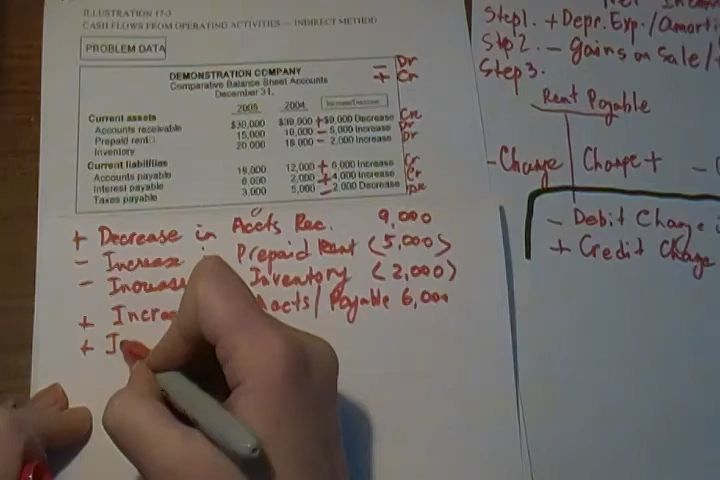 ILLUSTRATION 17-3
CASH FLOWS FROM OPERATING ACTIVITIES — INDIRECT METHOD
PROBLEM DATA
DEMONSTRATION COMPANY
Comparative Balance Sheet Accounts
December 31,
— Dr
+ Cr
2005 2004 Increase/Decrease
Current assets
Accounts receivable $30,000 $39,000 + $9,000 Decrease Cr
Prepaid rent 15,000 10,000 – 5,000 Increase Dr
Inventory 20,000 18,000 – 2,000 Increase Dr
Current liabilities
Accounts payable 18,000 12,000 + 6,000 Increase Cr
Interest payable 6,000 2,000 + 4,000 Increase Cr
Taxes payable 3,000 5,000 – 2,000 Decrease Dr
+ Decrease in Accts Rec. 9,000
– Increase Prepaid Rent (5,000)
– Inventory (2,000)
+ Incr Accts/Payable 6,000
+ I
Step 1. + Depr. Exp./Amorti
Step 2. – gains on Sale/
Step 3.
Rent Payable
– Change Change +
– Debit Change
+ Credit Change